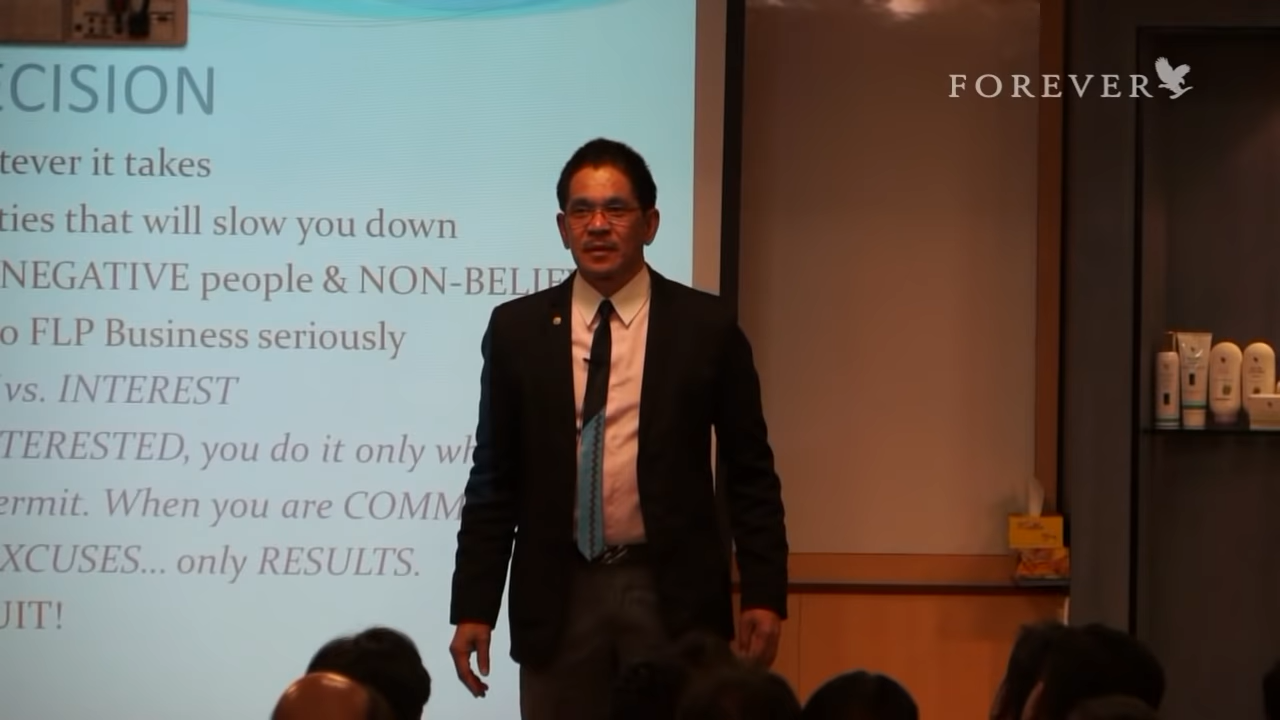 FOREVER
ECISION
tever it takes
ties that will slow you down
NEGATIVE people & NON-BELIE
o FLP Business seriously
vs. INTEREST
TERESTED, you do it only wh
ermit. When you are COMM
XCUSES... only RESULTS.
UIT!